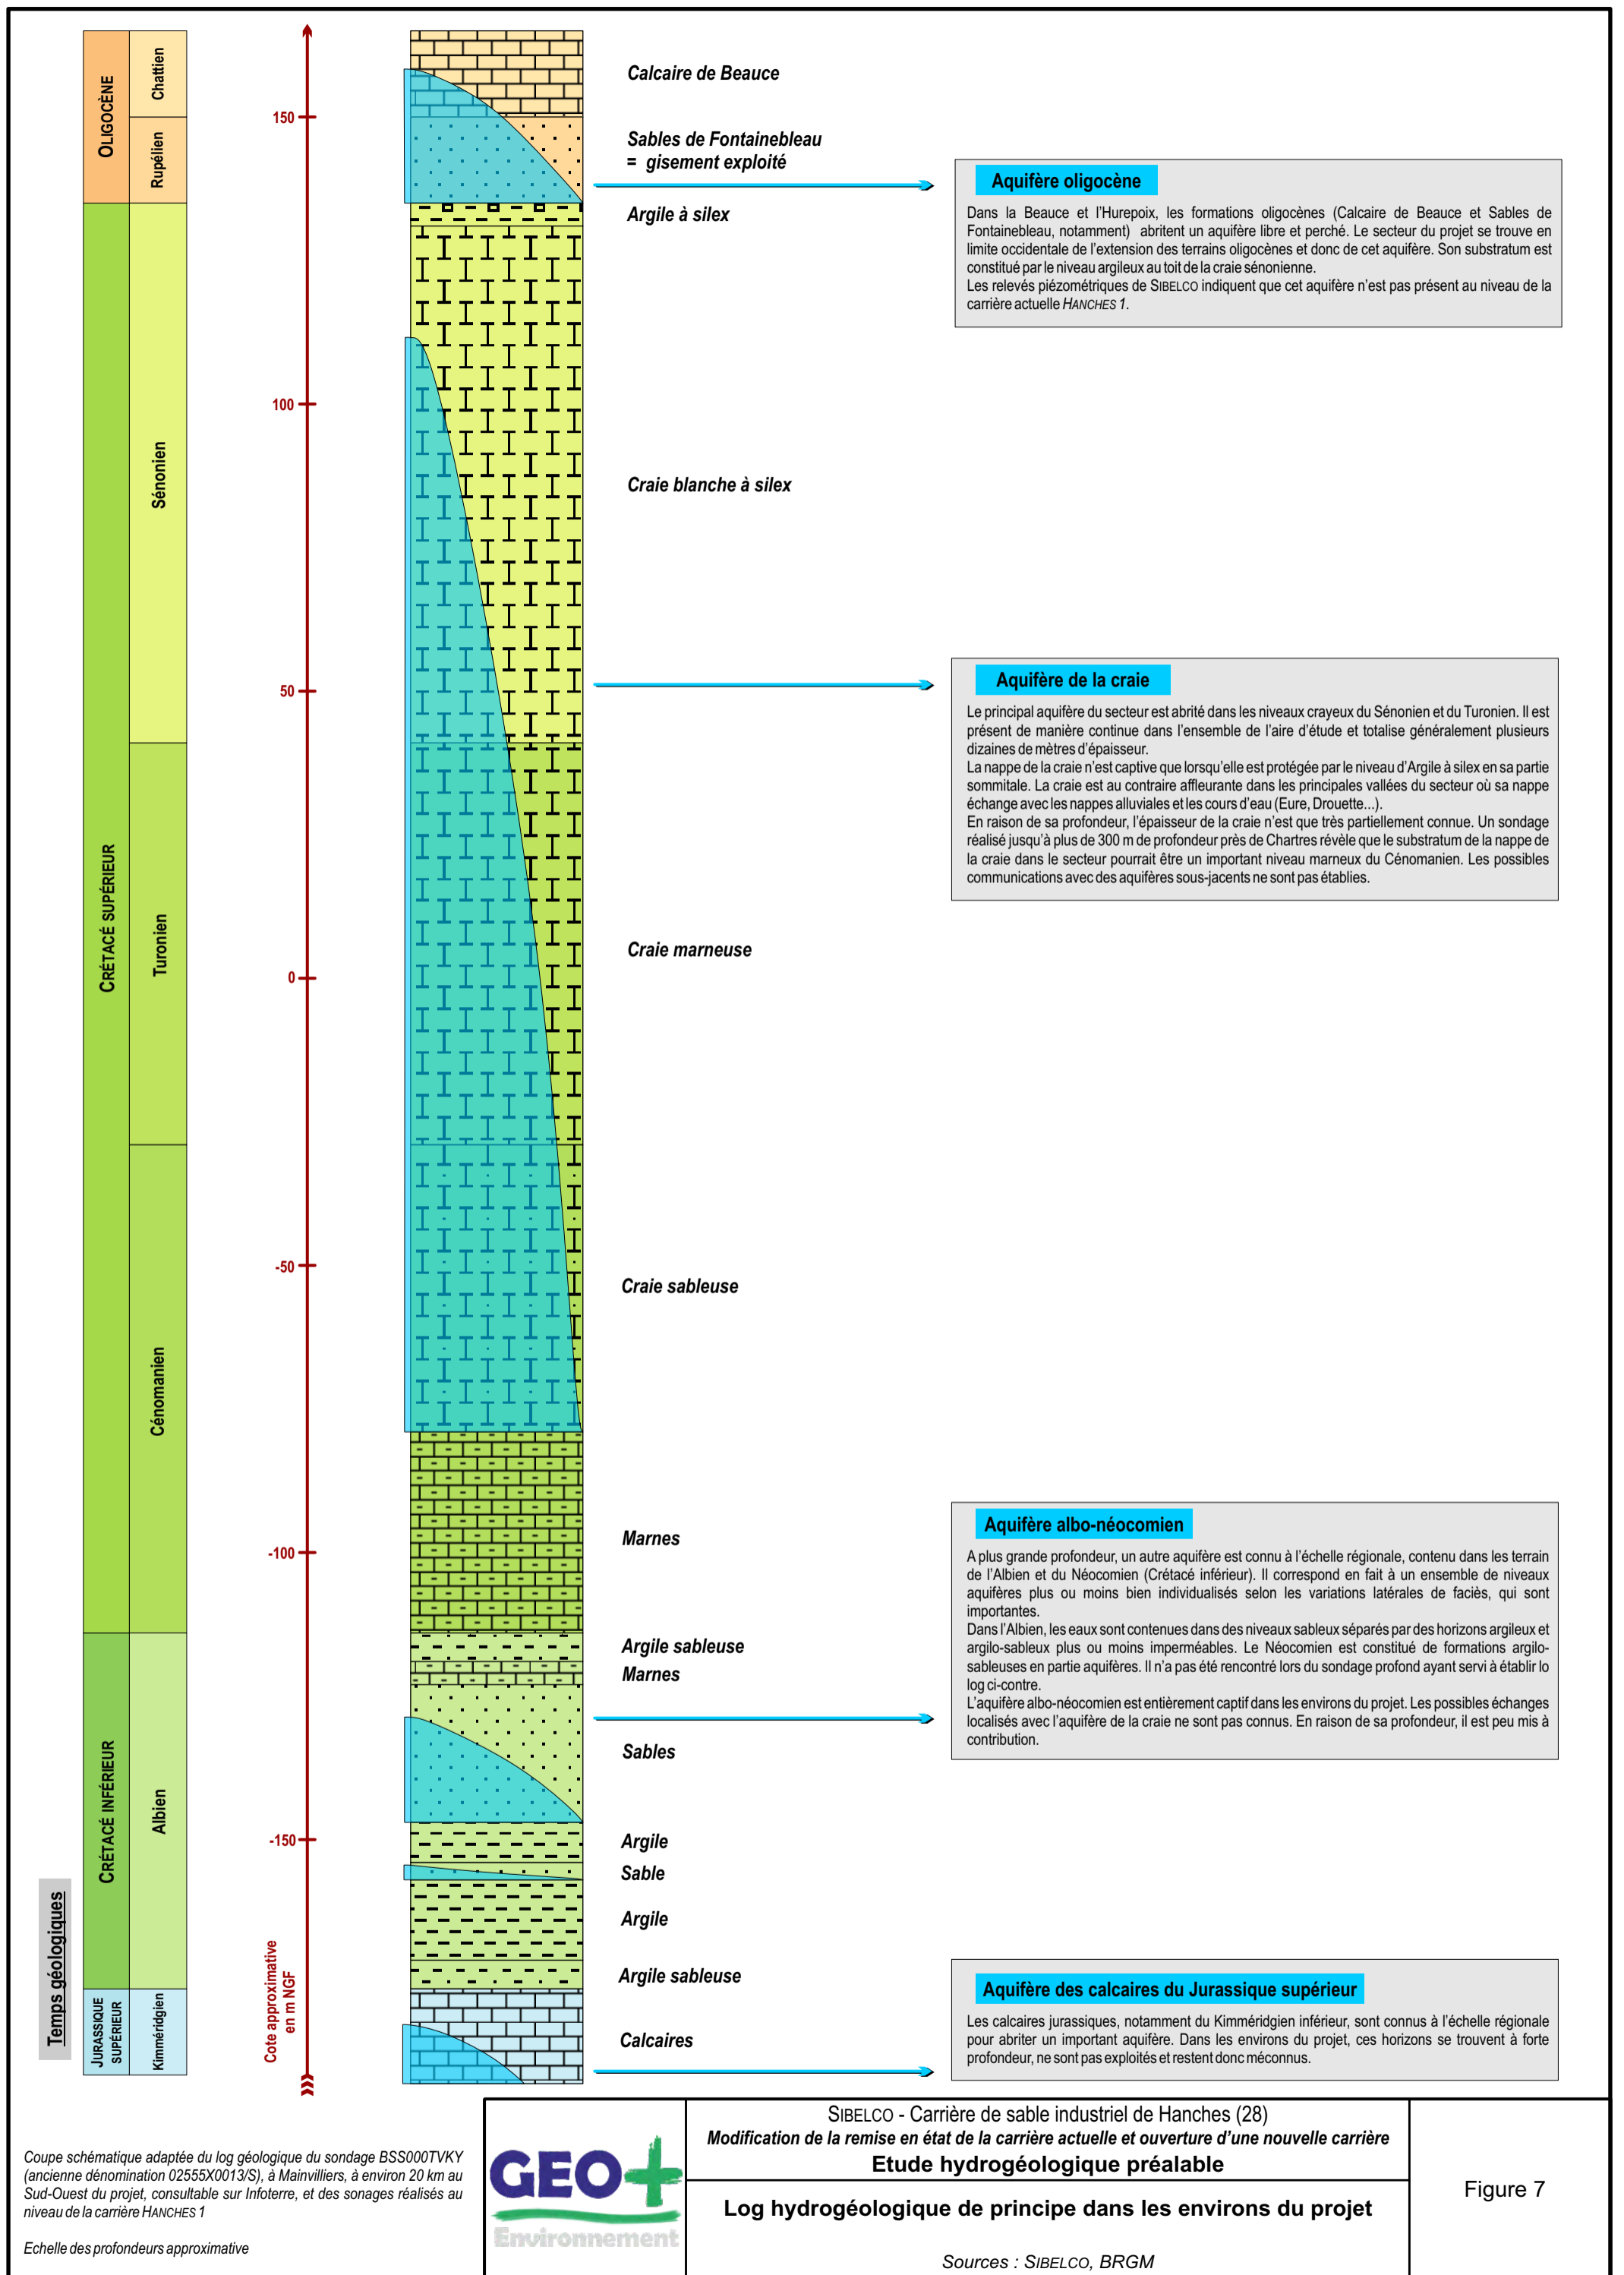 OLIGOCÈNE
Chattien
Rupélien
CRÉTACÉ SUPÉRIEUR
Sénonien
Turonien
Cénomanien
CRÉTACÉ INFÉRIEUR
Albien
JURASSIQUE
SUPÉRIEUR
Kimméridgien
Temps géologiques
150
100
50
0
-50
-100
-150
Cote approximative
en m NGF
Calcaire de Beauce
Sables de Fontainebleau
= gisement exploité
Argile à silex
Craie blanche à silex
Craie marneuse
Craie sableuse
Marnes
Argile sableuse
Marnes
Sables
Argile
Sable
Argile
Argile sableuse
Calcaires
Aquifère oligocène
Dans la Beauce et l'Hurepoix, les formations oligocènes (Calcaire de Beauce et Sables de
Fontainebleau, notamment) abritent un aquifère libre et perché. Le secteur du projet se trouve en
limite occidentale de l'extension des terrains oligocènes et donc de cet aquifère. Son substratum est
constitué par le niveau argileux au toit de la craie sénonienne.
Les relevés piézométriques de SIBELCO indiquent que cet aquifère n'est pas présent au niveau de la
carrière actuelle HANCHES 1.
Aquifère de la craie
Le principal aquifère du secteur est abrité dans les niveaux crayeux du Sénonien et du Turonien. Il est
présent de manière continue dans l'ensemble de l'aire d'étude et totalise généralement plusieurs
dizaines de mètres d'épaisseur.
La nappe de la craie n'est captive que lorsqu'elle est protégée par le niveau d'Argile à silex en sa partie
sommitale. La craie est au contraire affleurante dans les principales vallées du secteur où sa nappe
échange avec les nappes alluviales et les cours d'eau (Eure, Drouette...).
En raison de sa profondeur, l'épaisseur de la craie n'est que très partiellement connue. Un sondage
réalisé jusqu'à plus de 300 m de profondeur près de Chartres révèle que le substratum de la nappe de
la craie dans le secteur pourrait être un important niveau marneux du Cénomanien. Les possibles
communications avec des aquifères sous-jacents ne sont pas établies.
Aquifère albo-néocomien
A plus grande profondeur, un autre aquifère est connu à l'échelle régionale, contenu dans les terrain
de l'Albien et du Néocomien (Crétacé inférieur). Il correspond en fait à un ensemble de niveaux
aquifères plus ou moins bien individualisés selon les variations latérales de faciès, qui sont
importantes.
Dans l'Albien, les eaux sont contenues dans des niveaux sableux séparés par des horizons argileux et
argilo-sableux plus ou moins imperméables. Le Néocomien est constitué de formations argilo-
sableuses en partie aquifères. Il n'a pas été rencontré lors du sondage profond ayant servi à établir lo
log ci-contre.
L'aquifère albo-néocomien est entièrement captif dans les environs du projet. Les possibles échanges
localisés avec l'aquifère de la craie ne sont pas connus. En raison de sa profondeur, il est peu mis à
contribution.
Aquifère des calcaires du Jurassique supérieur
Les calcaires jurassiques, notamment du Kimméridgien inférieur, sont connus à l'échelle régionale
pour abriter un important aquifère. Dans les environs du projet, ces horizons se trouvent à forte
profondeur, ne sont pas exploités et restent donc méconnus.
Coupe schématique adaptée du log géologique du sondage BSS000TVKY
(ancienne dénomination 02555X0013/S), à Mainvilliers, à environ 20 km au
Sud-Ouest du projet, consultable sur Infoterre, et des sonages réalisés au
niveau de la carrière HANCHES 1
Echelle des profondeurs approximative
GEO+
Environnement
SIBELCO - Carrière de sable industriel de Hanches (28)
Modification de la remise en état de la carrière actuelle et ouverture d'une nouvelle carrière
Etude hydrogéologique préalable
Log hydrogéologique de principe dans les environs du projet
Sources : SIBELCO, BRGM
Figure 7